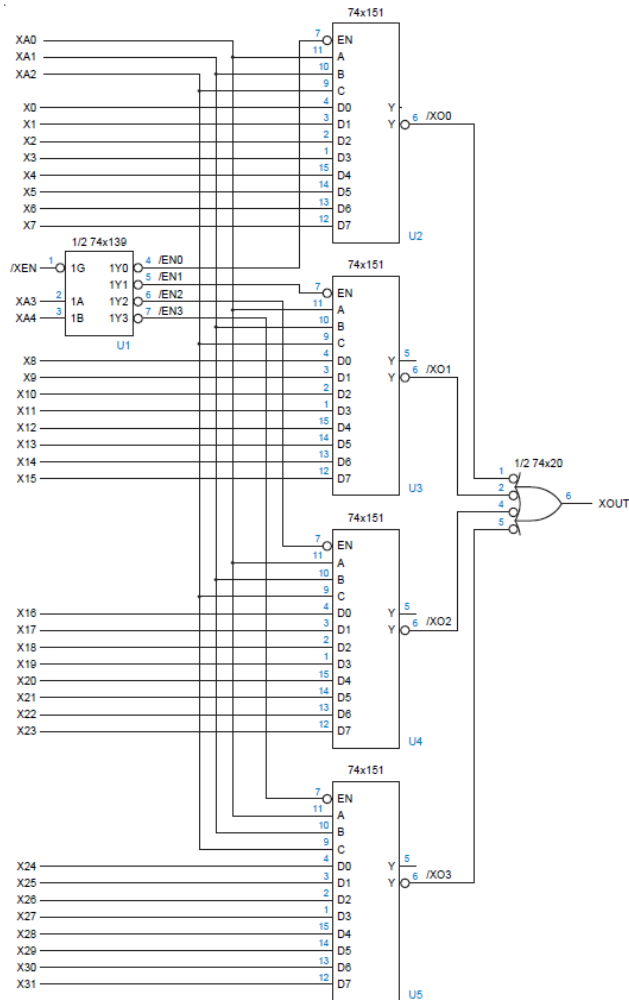 74x151
XA0
XA1
XA2
7 EN
11 A
10 B
9 C
X0 4 D0 Y
X1 3 D1 Y 6 /XO0
X2 2 D2
X3 1 D3
X4 15 D4
X5 14 D5
X6 13 D6
X7 12 D7
U2
1/2 74x139
/XEN 1 1G 1Y0 4 /EN0
1Y1 5 /EN1
XA3 2 1A 1Y2 6 /EN2
XA4 3 1B 1Y3 7 /EN3
U1
74x151
7 EN
11 A
10 B
9 C
X8 4 D0 Y 5
X9 3 D1 Y 6 /XO1
X10 2 D2
X11 1 D3
X12 15 D4
X13 14 D5
X14 13 D6
X15 12 D7
U3
1/2 74x20
1
2
4
5
6 XOUT
74x151
7 EN
11 A
10 B
9 C
X16 4 D0 Y 5
X17 3 D1 Y 6 /XO2
X18 2 D2
X19 1 D3
X20 15 D4
X21 14 D5
X22 13 D6
X23 12 D7
U4
74x151
7 EN
11 A
10 B
9 C
X24 4 D0 Y 5
X25 3 D1 Y 6 /XO3
X26 2 D2
X27 1 D3
X28 15 D4
X29 14 D5
X30 13 D6
X31 12 D7
U5